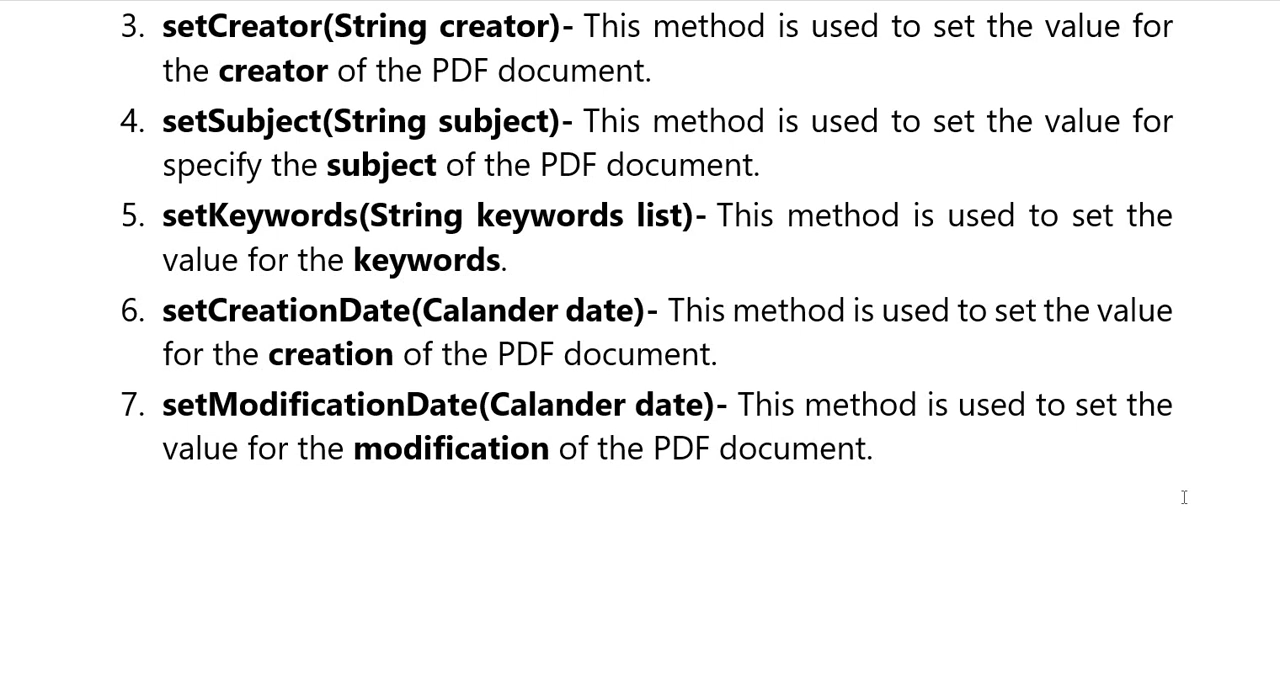 3. setCreator(String creator)- This method is used to set the value for
the creator of the PDF document.
4. setSubject(String subject)- This method is used to set the value for
specify the subject of the PDF document.
5. setKeywords(String keywords list)- This method is used to set the
value for the keywords.
6. setCreationDate(Calander date)- This method is used to set the value
for the creation of the PDF document.
7. setModificationDate(Calander date)- This method is used to set the
value for the modification of the PDF document.